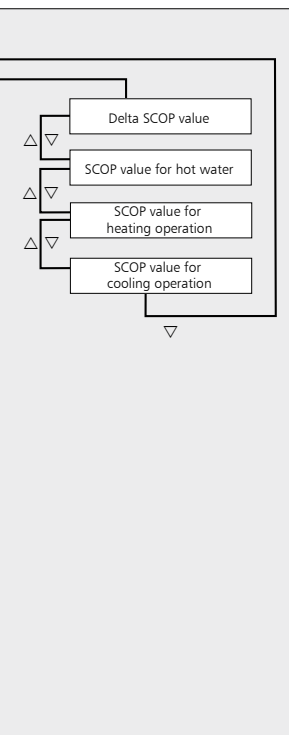 Delta SCOP value
SCOP value for hot water
SCOP value for
heating operation
SCOP value for
cooling operation